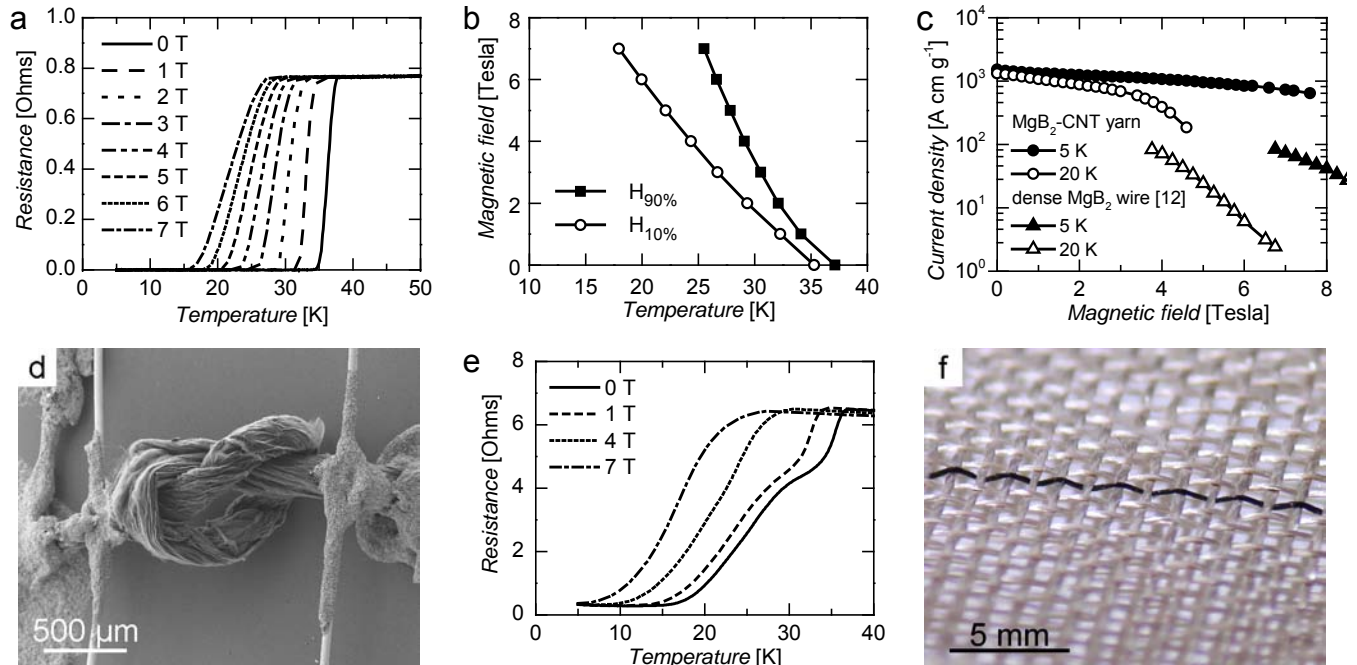 a
Resistance [Ohms]
1.0
0.8
0.6
0.4
0.2
0.0
0 T
1 T
2 T
3 T
4 T
5 T
6 T
7 T
0 10 20 30 40 50
Temperature [K]
b
Magnetic field [Tesla]
8
6
4
2
0
H90%
H10%
10 15 20 25 30 35 40
Temperature [K]
c
Current density [A cm g-1]
10^4
10^3
10^2
10^1
10^0
MgB2-CNT yarn
5 K
20 K
dense MgB2 wire [12]
5 K
20 K
0 2 4 6 8
Magnetic field [Tesla]
d
500 µm
e
Resistance [Ohms]
8
6
4
2
0
0 T
1 T
4 T
7 T
0 10 20 30 40
Temperature [K]
f
5 mm